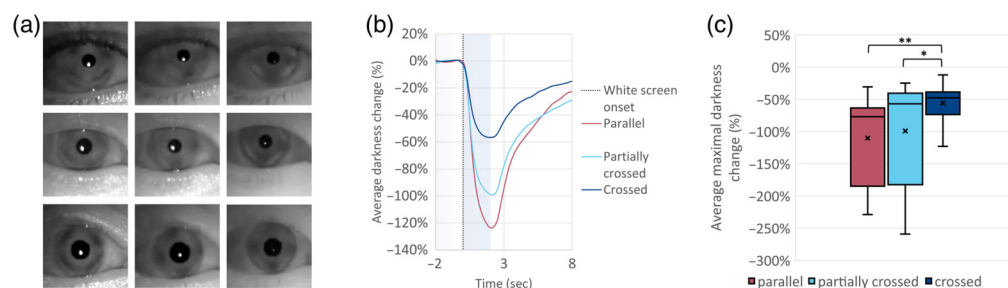 (a)
(b)
20%
0%
−20%
−40%
−60%
−80%
−100%
−120%
−140%
Average darkness change (%)
−2
3
8
Time (sec)
White screen
onset
Parallel
Partially
crossed
Crossed
(c)
50%
0%
−50%
−100%
−150%
−200%
−250%
−300%
Average maximal darkness
change (%)
**
*
parallel
partially crossed
crossed